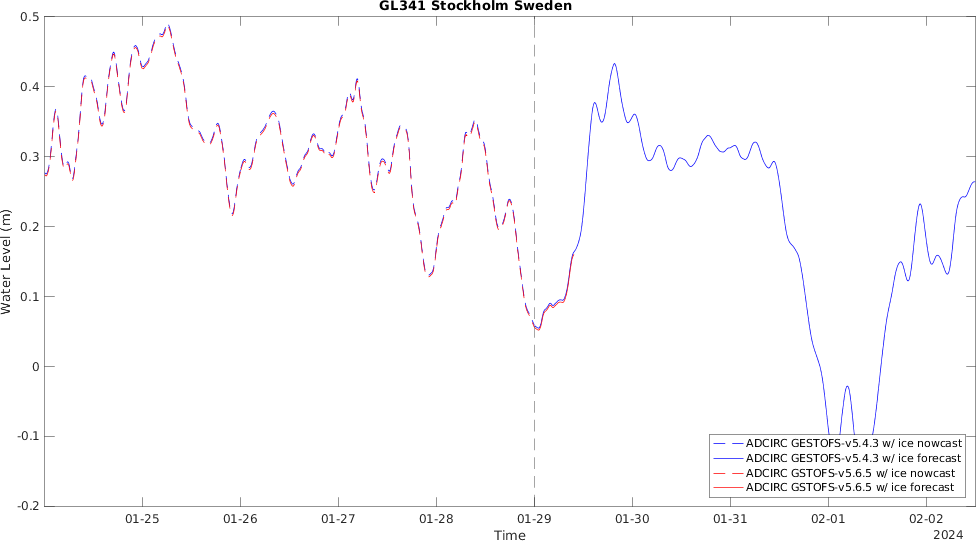 GL341 Stockholm Sweden
0.5
0.4
0.3
0.2
0.1
0
-0.1
-0.2
Water Level (m)
ADCIRC GESTOFS-v5.4.3 w/ ice nowcast
ADCIRC GESTOFS-v5.4.3 w/ ice forecast
ADCIRC GSTOFS-v5.6.5 w/ ice nowcast
ADCIRC GSTOFS-v5.6.5 w/ ice forecast
01-25 01-26 01-27 01-28 01-29 01-30 01-31 02-01 02-02
Time
2024